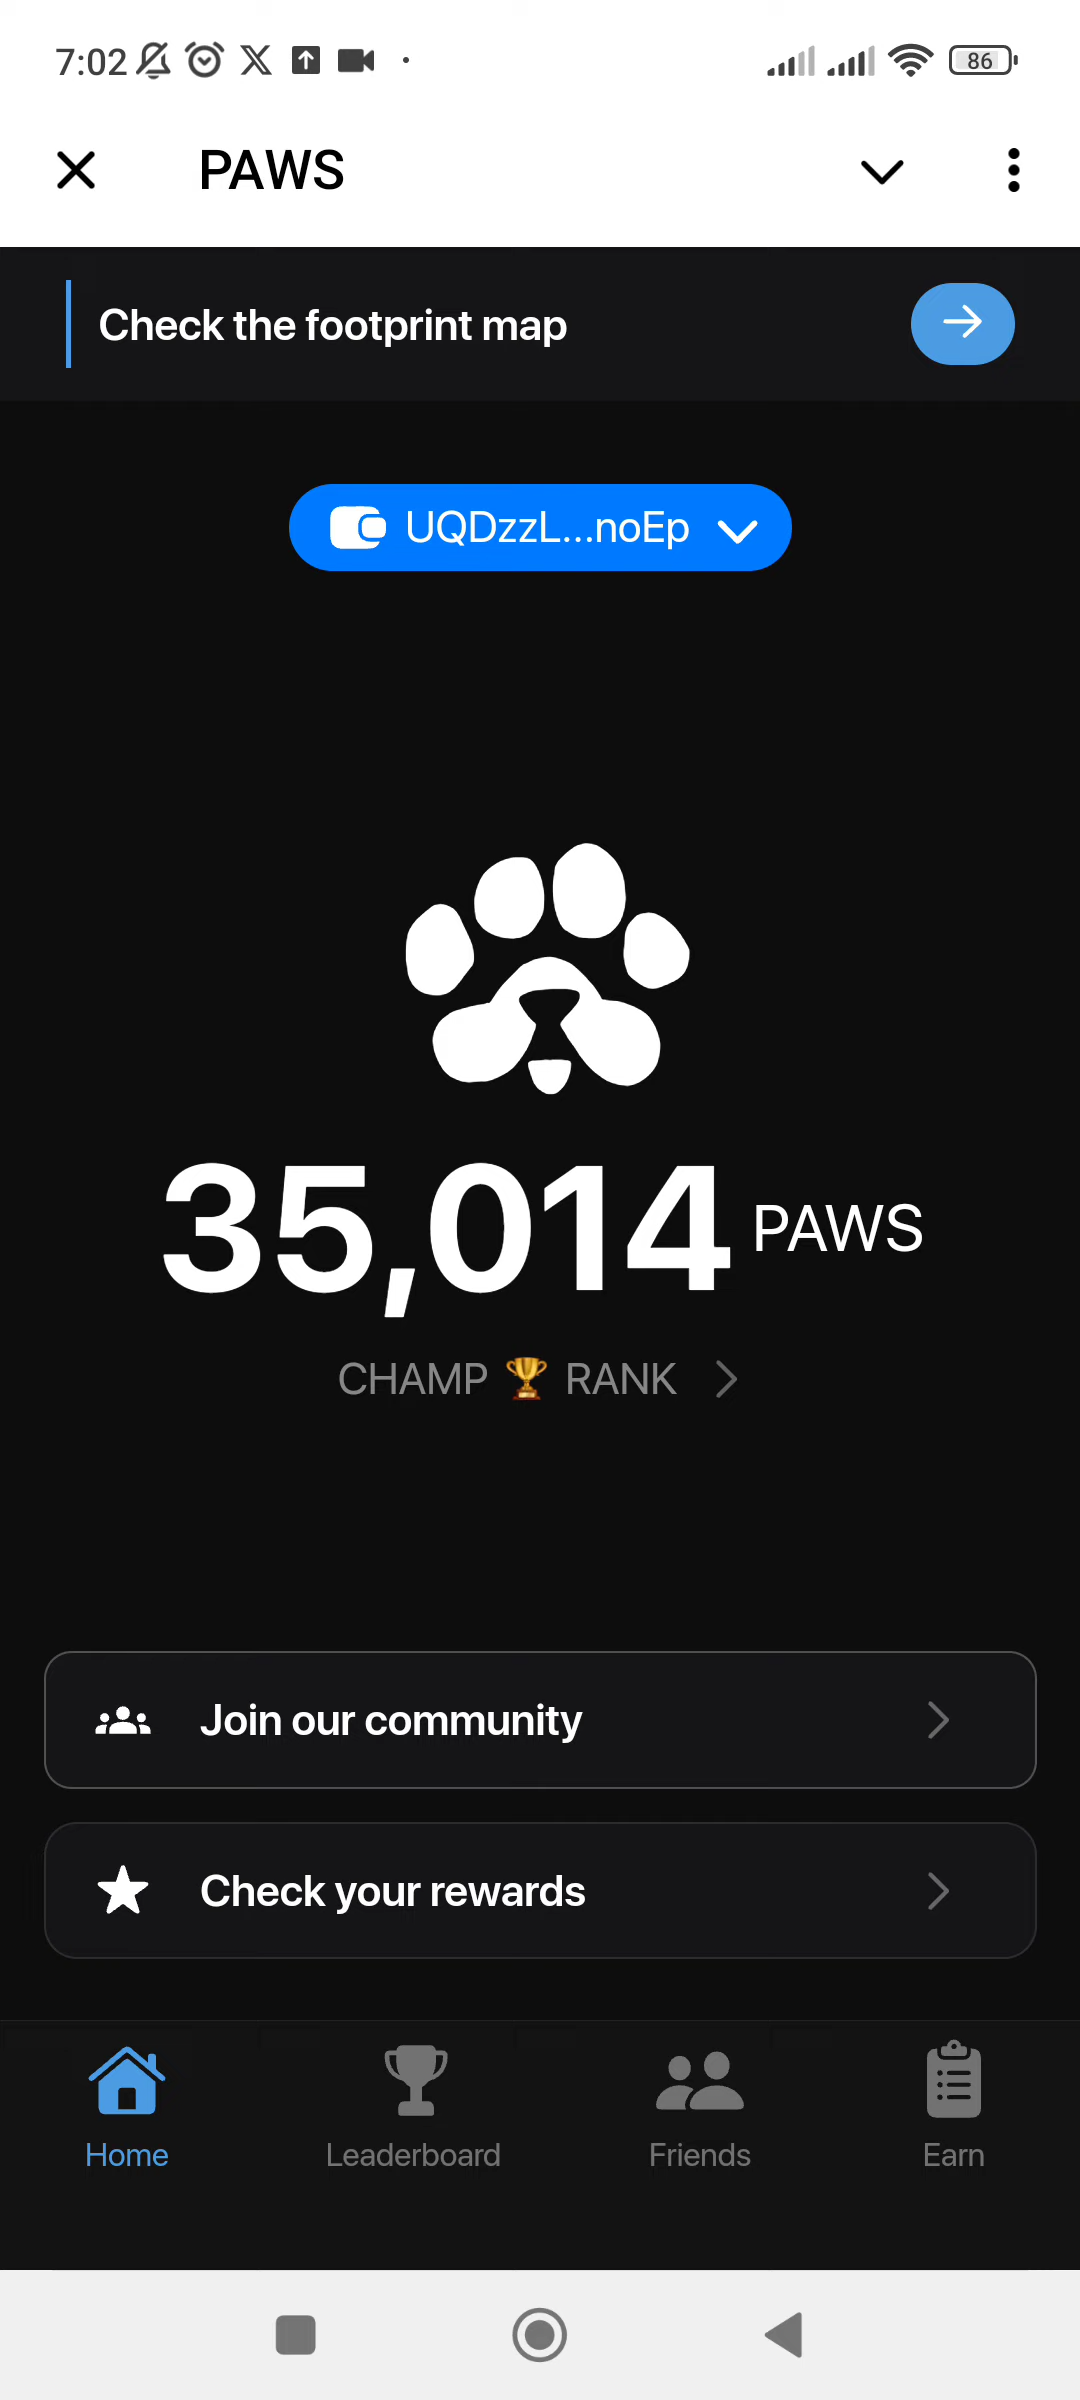 7:02
86
PAWS
Check the footprint map
UQDzzL...noEp
35,014 PAWS
CHAMP 🏆 RANK
Join our community
Check your rewards
Home Leaderboard Friends Earn